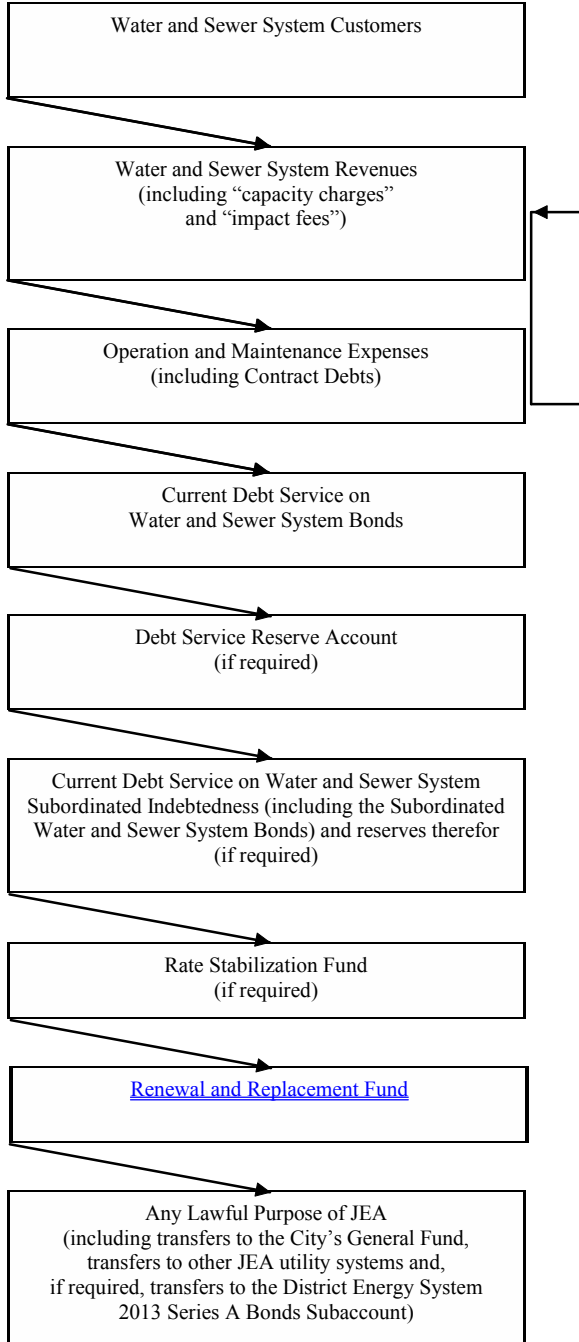 Water and Sewer System Customers
Water and Sewer System Revenues
(including “capacity charges”
and “impact fees”)
Operation and Maintenance Expenses
(including Contract Debts)
Current Debt Service on
Water and Sewer System Bonds
Debt Service Reserve Account
(if required)
Current Debt Service on Water and Sewer System
Subordinated Indebtedness (including the Subordinated
Water and Sewer System Bonds) and reserves therefor
(if required)
Rate Stabilization Fund
(if required)
Renewal and Replacement Fund
Any Lawful Purpose of JEA
(including transfers to the City’s General Fund,
transfers to other JEA utility systems and,
if required, transfers to the District Energy System
2013 Series A Bonds Subaccount)